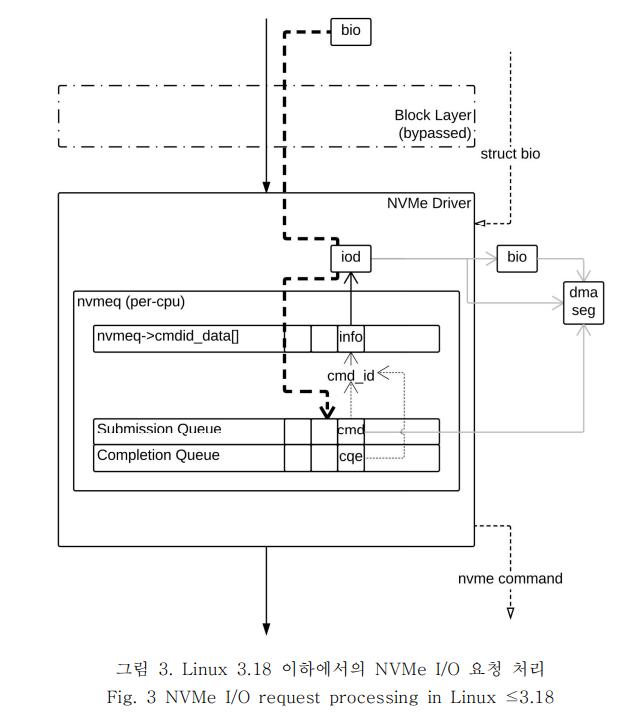 bio
Block Layer
(bypassed)
struct bio
NVMe Driver
iod
bio
dma
seg
nvmeq (per-cpu)
nvmeq->cmdid_data[]
info
cmd_id
Submission Queue
cmd
Completion Queue
cqe
nvme command
그림 3. Linux 3.18 이하에서의 NVMe I/O 요청 처리
Fig. 3 NVMe I/O request processing in Linux ≤3.18